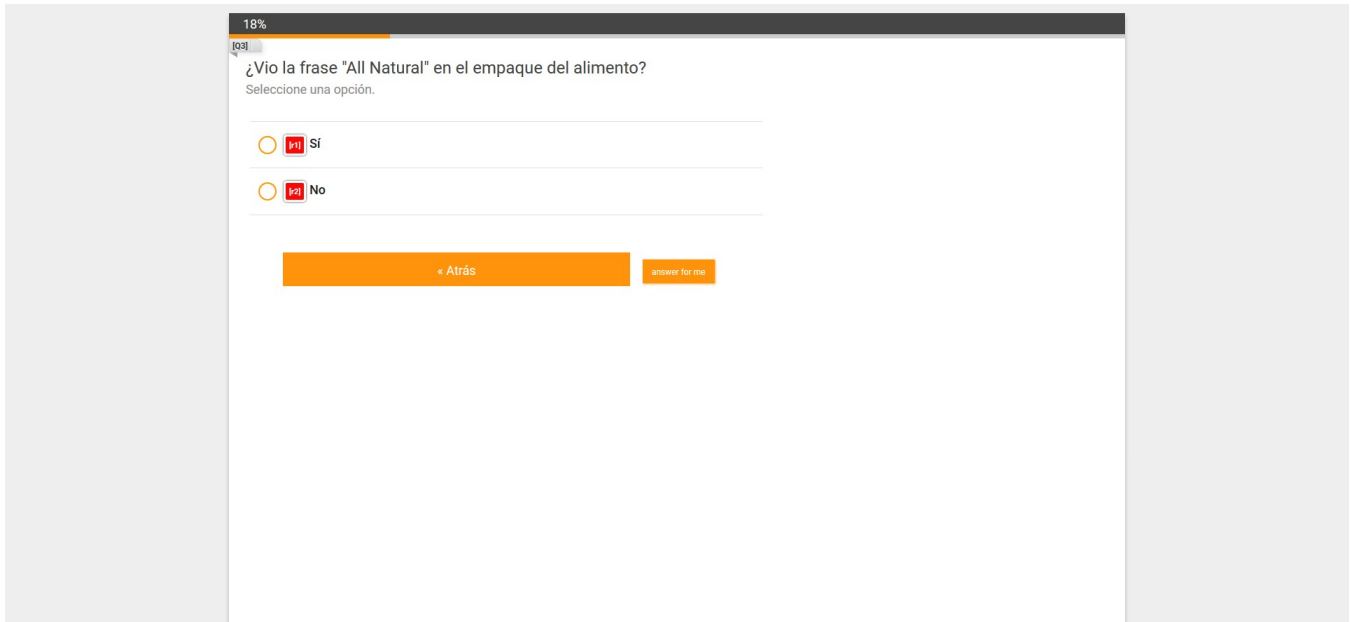 18%
[Q3]
¿Vio la frase "All Natural" en el empaque del alimento?
Seleccione una opción.
[r1] Sí
[r2] No
« Atrás answer for me